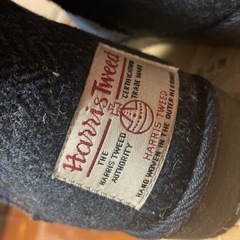 Harris Tweed
THE
HARRIS TWEED
AUTHORITY
CERTIFICATION
TRADE MARK
HARRIS TWEED
HAND WOVEN IN THE OUTER HEBRIDES